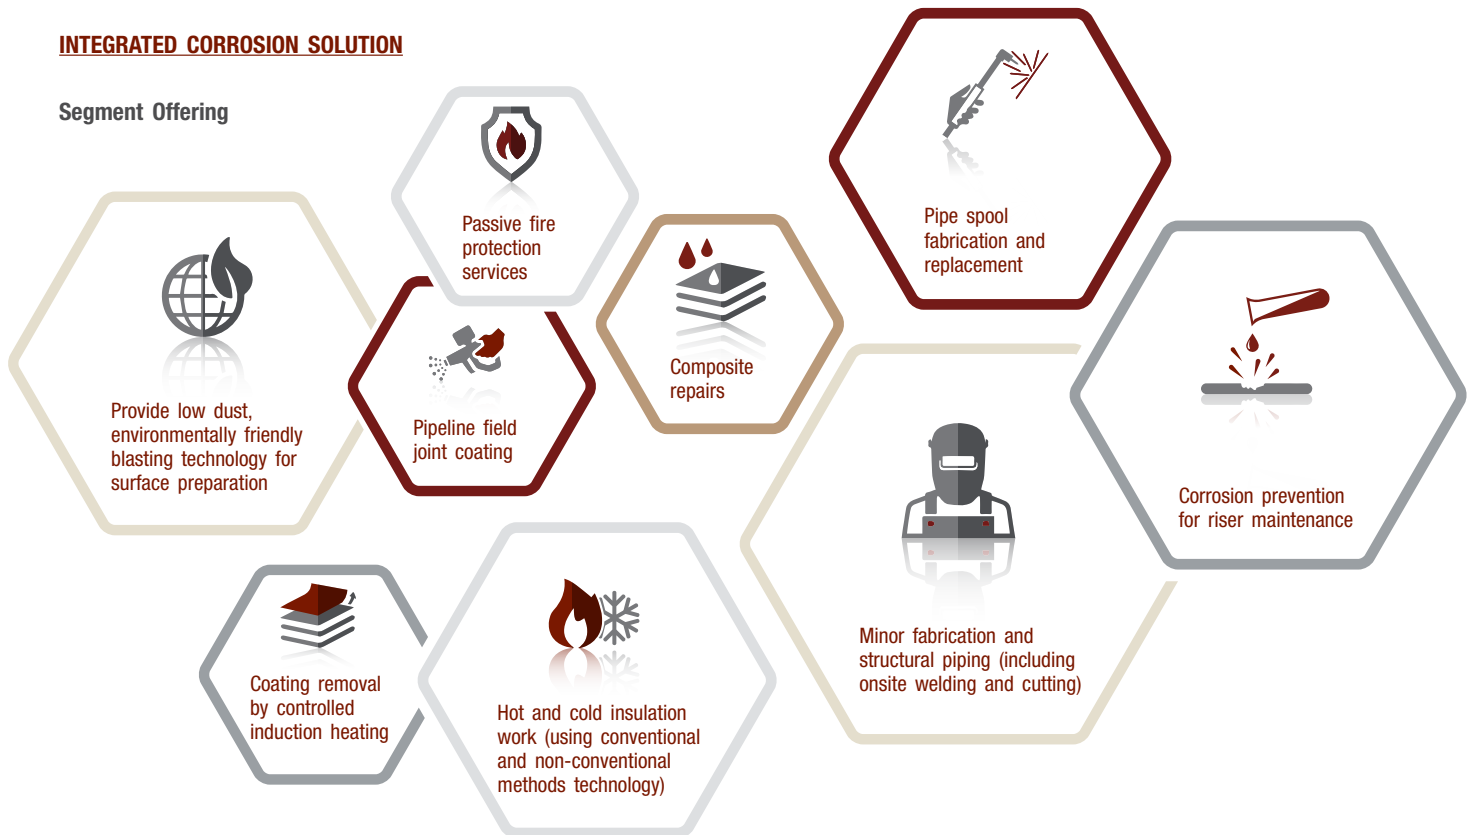 INTEGRATED CORROSION SOLUTION
Segment Offering
Passive fire
protection
services
Pipe spool
fabrication and
replacement
Provide low dust,
environmentally friendly
blasting technology for
surface preparation
Pipeline field
joint coating
Composite
repairs
Corrosion prevention
for riser maintenance
Coating removal
by controlled
induction heating
Hot and cold insulation
work (using conventional
and non-conventional
methods technology)
Minor fabrication and
structural piping (including
onsite welding and cutting)